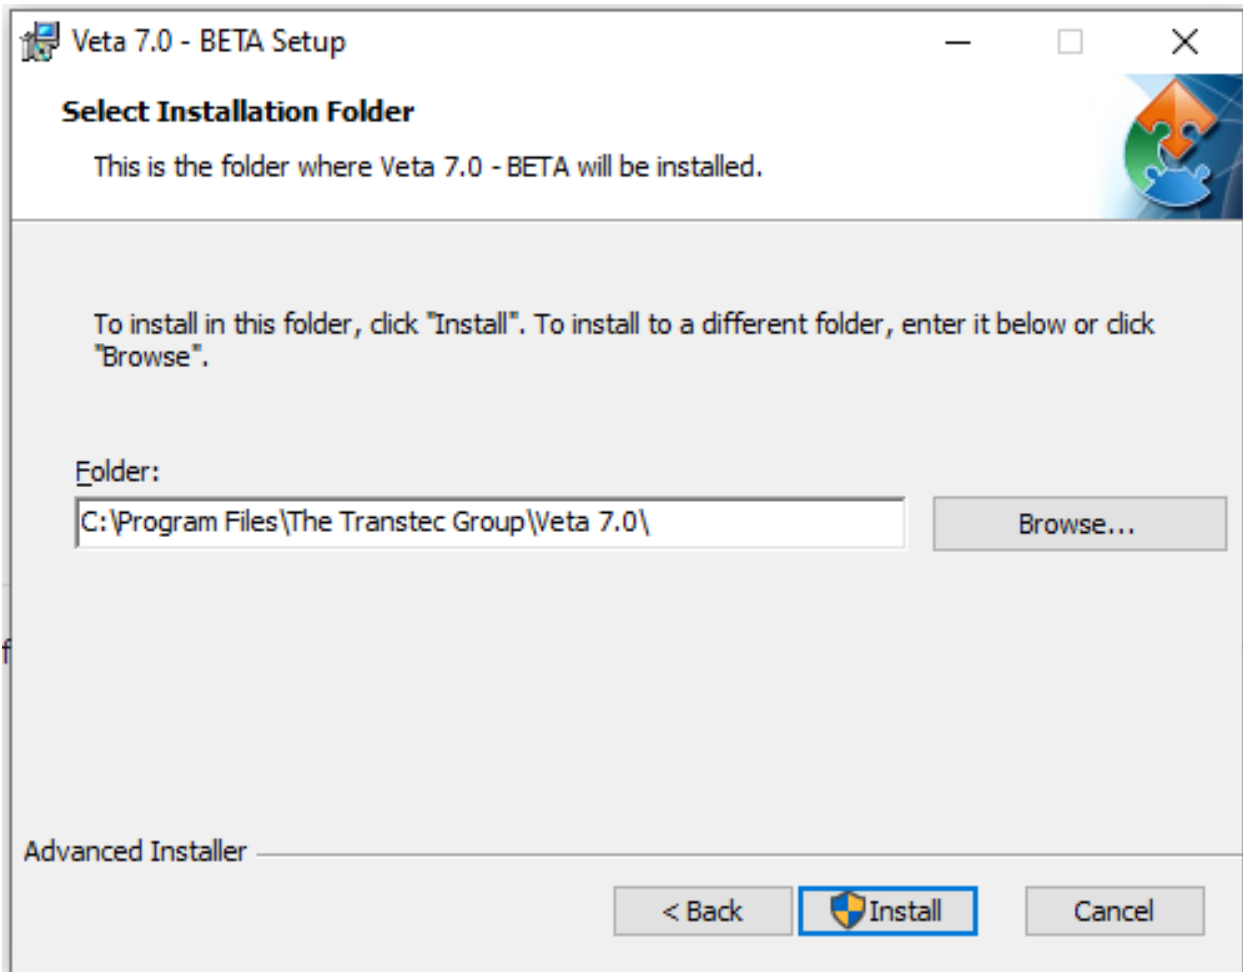 Veta 7.0 - BETA Setup
Select Installation Folder
This is the folder where Veta 7.0 - BETA will be installed.
To install in this folder, click "Install". To install to a different folder, enter it below or click
"Browse".
Folder:
C:\Program Files\The Transtec Group\Veta 7.0\
Browse...
f
Advanced Installer
< Back
Install
Cancel